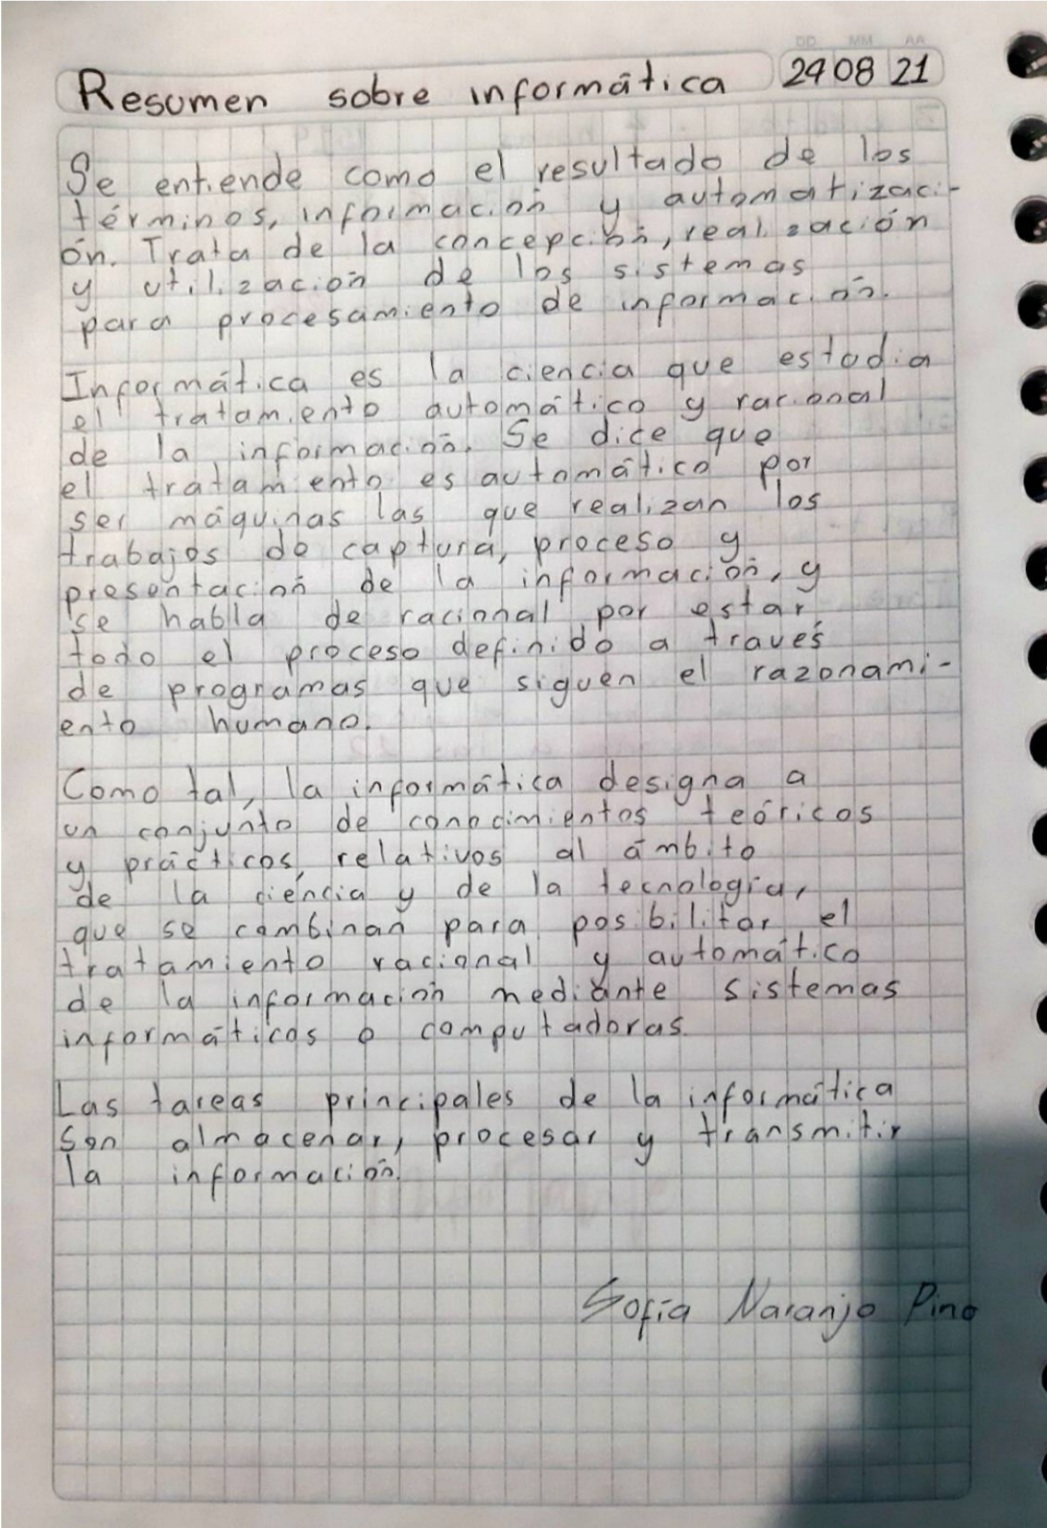 DD MM AA
Resumen sobre informática 29 08 21
Se entiende como el resultado de los
términos, información y automatizaci-
ón. Trata de la concepción, realización
y utilización de los sistemas
para procesamiento de información.
Informática es la ciencia que estudia
el tratamiento automático y racional
de la información. Se dice que
el tratamiento es automático por
ser máquinas las que realizan los
trabajos de captura, proceso y
presentación de la información, y
se habla de racional por estar
todo el proceso definido a través
de programas que siguen el razonami-
ento humano.
Como tal, la informática designa a
un conjunto de conocimientos teóricos
y prácticos, relativos al ámbito
de la ciencia y de la tecnología,
que se combinan para posibilitar el
tratamiento racional y automático
de la información mediante sistemas
informáticos o computadoras.
Las tareas principales de la informática
son almacenar, procesar y transmitir
la información.
Sofía Naranjo Pino